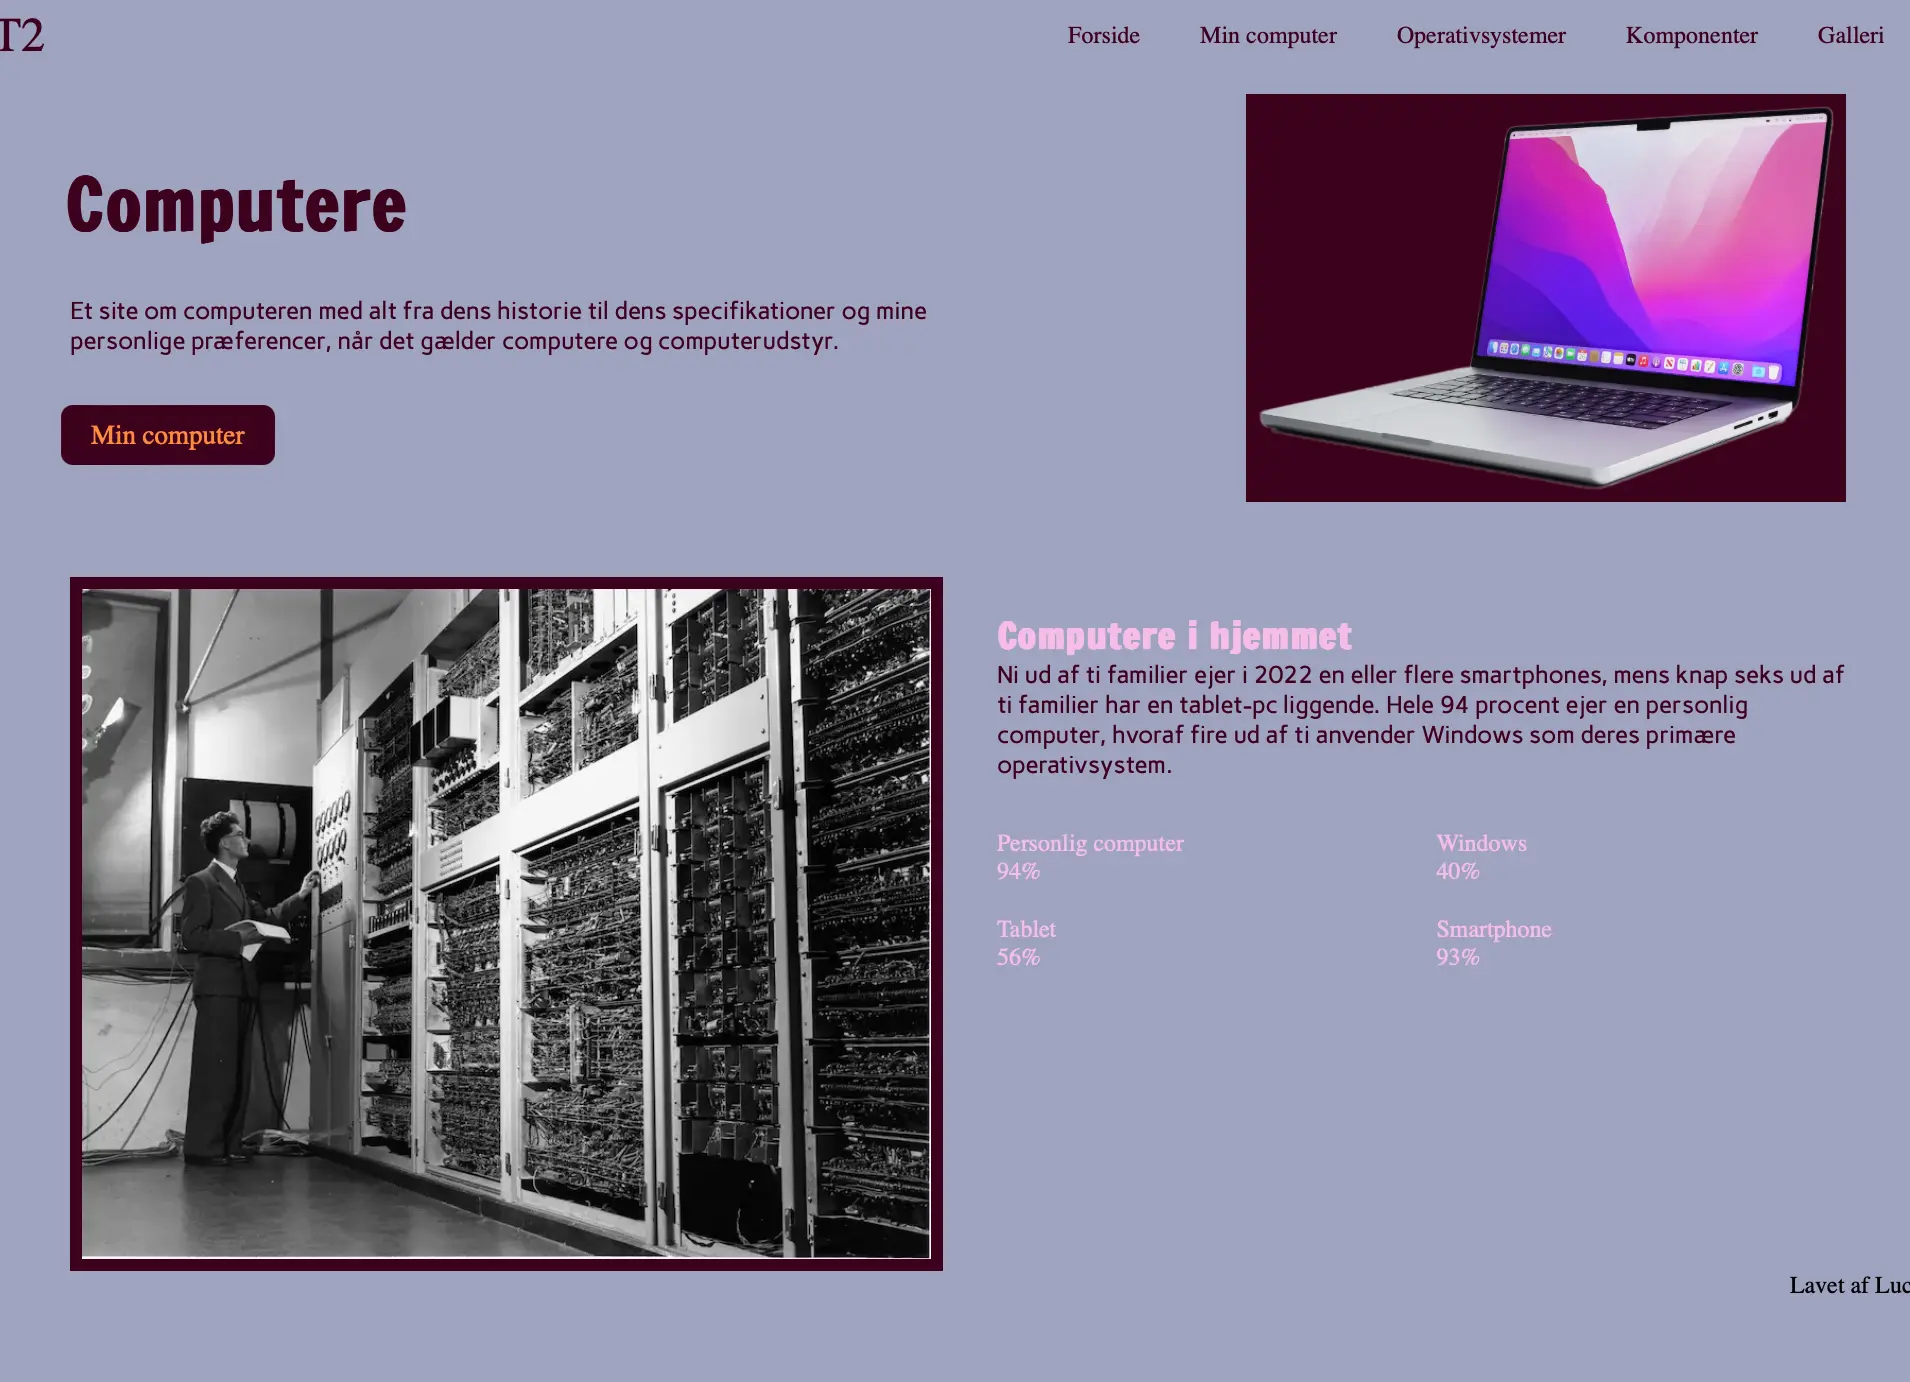 T2
Forside
Min computer
Operativsystemer
Komponenter
Galleri
Computere
Et site om computeren med alt fra dens historie til dens specifikationer og mine
personlige præferencer, når det gælder computere og computerudstyr.
Min computer
Computere i hjemmet
Ni ud af ti familier ejer i 2022 en eller flere smartphones, mens knap seks ud af
ti familier har en tablet-pc liggende. Hele 94 procent ejer en personlig
computer, hvoraf fire ud af ti anvender Windows som deres primære
operativsystem.
Personlig computer
94%
Windows
40%
Tablet
56%
Smartphone
93%
Lavet af Luc